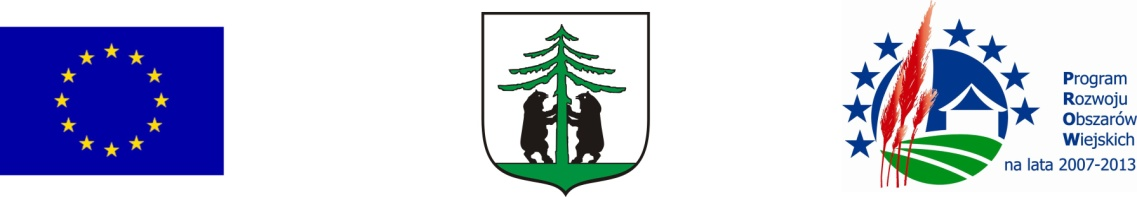 Program
Rozwoju
Obszarów
Wiejskich
na lata 2007-2013